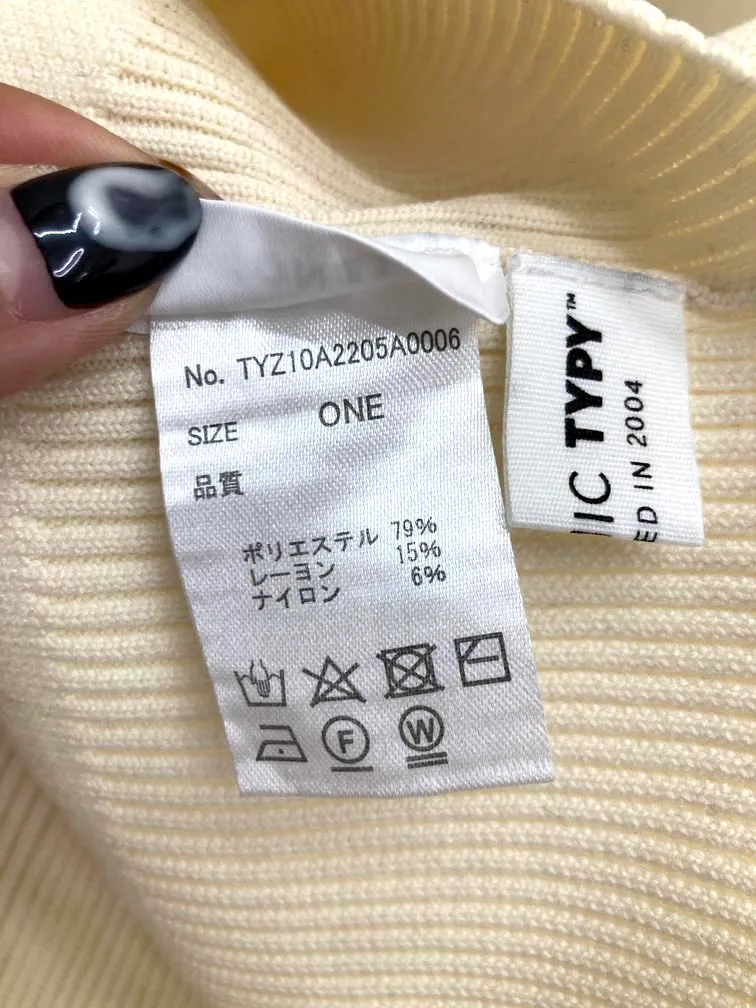 No. TYZ10A2205A0006
SIZE ONE
品質
ポリエステル 79%
レーヨン 15%
ナイロン 6%
F W
IC TYPY™
ED IN 2004